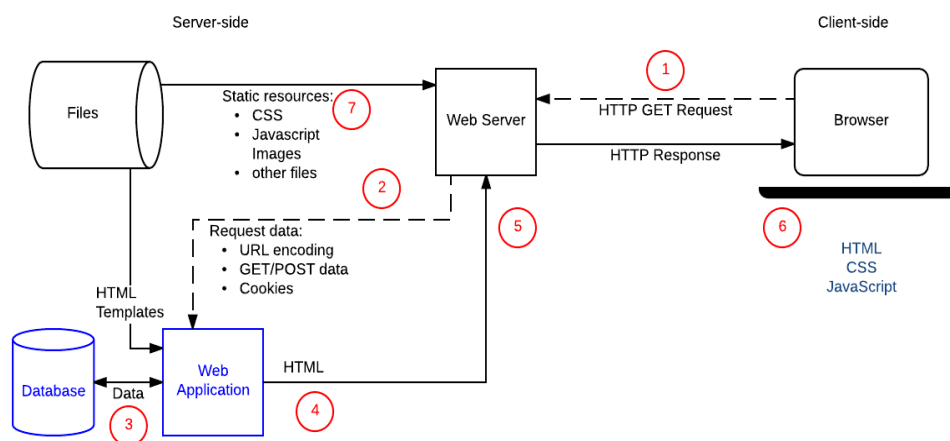 Server-side
Client-side
1
Files
Static resources:
• CSS
• Javascript
Images
• other files
7
Web Server
HTTP GET Request
HTTP Response
Browser
2
5
6
Request data:
• URL encoding
• GET/POST data
• Cookies
HTML
CSS
JavaScript
HTML
Templates
Database
Data
3
Web
Application
HTML
4